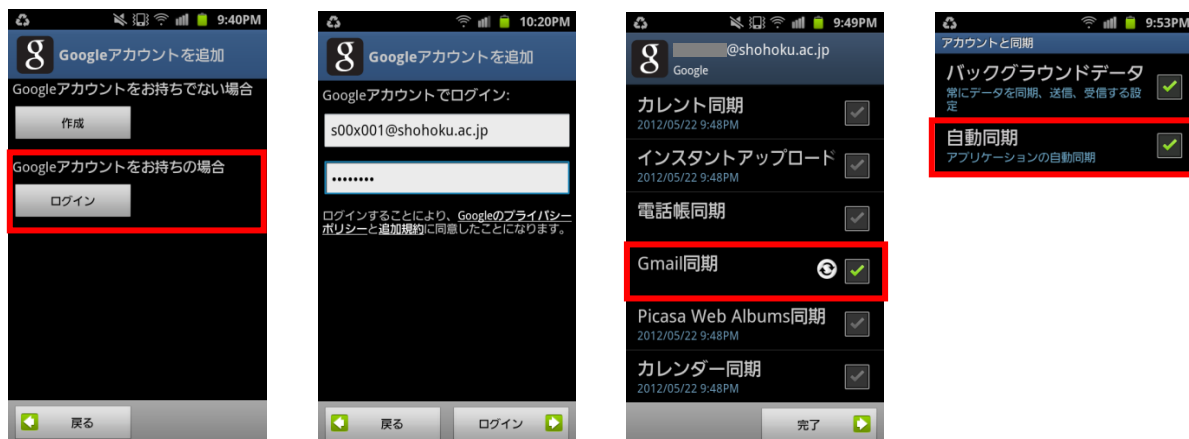 9:40PM
Googleアカウントを追加
Googleアカウントをお持ちでない場合
作成
Googleアカウントをお持ちの場合
ログイン
戻る
10:20PM
Googleアカウントを追加
Googleアカウントでログイン:
s00x001@shohoku.ac.jp
••••••••
ログインすることにより、Googleのプライバシー
ポリシーと追加規約に同意したことになります。
戻る
ログイン
9:49PM
@shohoku.ac.jp
Google
カレント同期
2012/05/22 9:48PM
インスタントアップロード
2012/05/22 9:48PM
電話帳同期
Gmail同期
Picasa Web Albums同期
2012/05/22 9:48PM
カレンダー同期
2012/05/22 9:48PM
完了
9:53PM
アカウントと同期
バックグラウンドデータ
常にデータを同期、送信、受信する設
定
自動同期
アプリケーションの自動同期